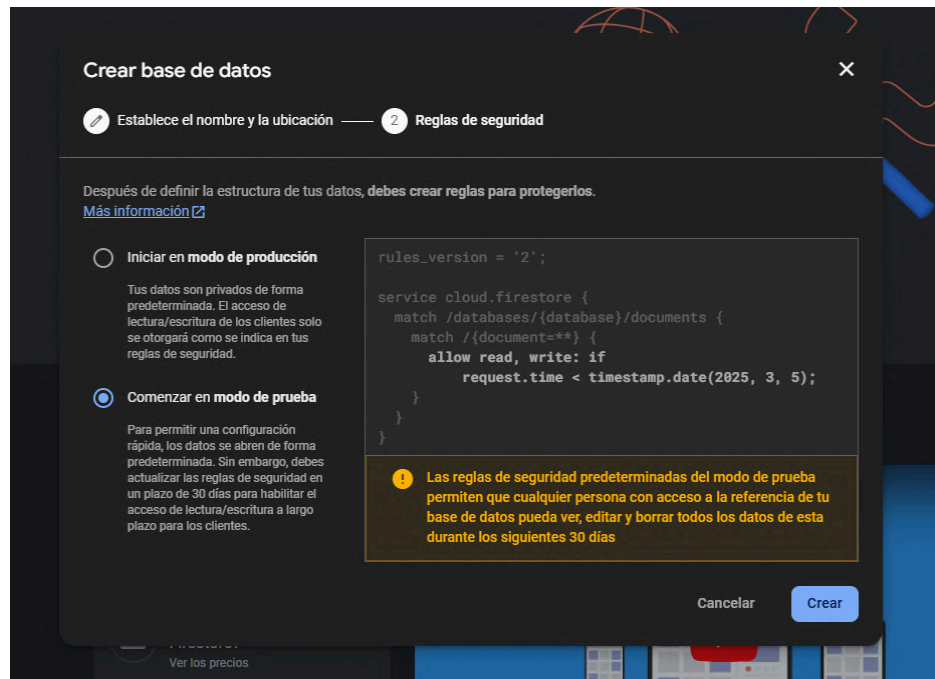 Crear base de datos
Establece el nombre y la ubicación
2 Reglas de seguridad
Después de definir la estructura de tus datos, debes crear reglas para protegerlos.
Más información
Iniciar en modo de producción
Tus datos son privados de forma
predeterminada. El acceso de
lectura/escritura de los clientes solo
se otorgará como se indica en tus
reglas de seguridad.
Comenzar en modo de prueba
Para permitir una configuración
rápida, los datos se abren de forma
predeterminada. Sin embargo, debes
actualizar las reglas de seguridad en
un plazo de 30 días para habilitar el
acceso de lectura/escritura a largo
plazo para los clientes.
rules_version = '2';
service cloud.firestore {
match /databases/{database}/documents {
match /{document=**} {
allow read, write: if
request.time < timestamp.date(2025, 3, 5);
}
}
}
Las reglas de seguridad predeterminadas del modo de prueba
permiten que cualquier persona con acceso a la referencia de tu
base de datos pueda ver, editar y borrar todos los datos de esta
durante los siguientes 30 días
Cancelar
Crear
Ver los precios